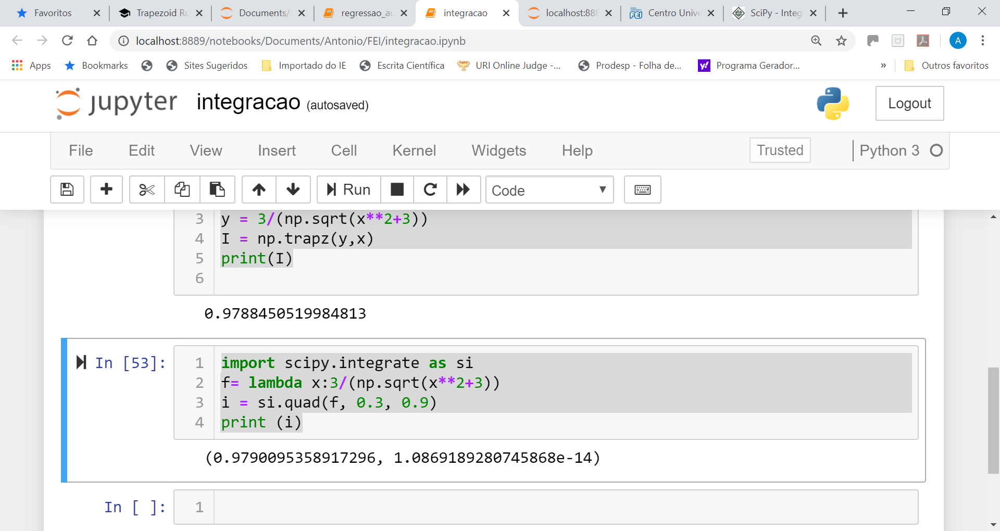 Favoritos
Trapezoid Ru
Documents/
regressao_au
integracao
localhost:888
Centro Unive
SciPy - Integ
localhost:8889/notebooks/Documents/Antonio/FEI/integracao.ipynb
A
Apps
Bookmarks
Sites Sugeridos
Importado do IE
Escrita Científica
URI Online Judge -...
Prodesp - Folha de...
y!
Programa Gerador...
»
Outros favoritos
jupyter
integracao (autosaved)
Logout
File Edit View Insert Cell Kernel Widgets Help
Trusted
Python 3
Run
Code
3 y = 3/(np.sqrt(x**2+3))
4 I = np.trapz(y,x)
5 print(I)
6
0.9788450519984813
In [53]:
1 import scipy.integrate as si
2 f= lambda x:3/(np.sqrt(x**2+3))
3 i = si.quad(f, 0.3, 0.9)
4 print (i)
(0.9790095358917296, 1.0869189280745868e-14)
In [ ]:
1